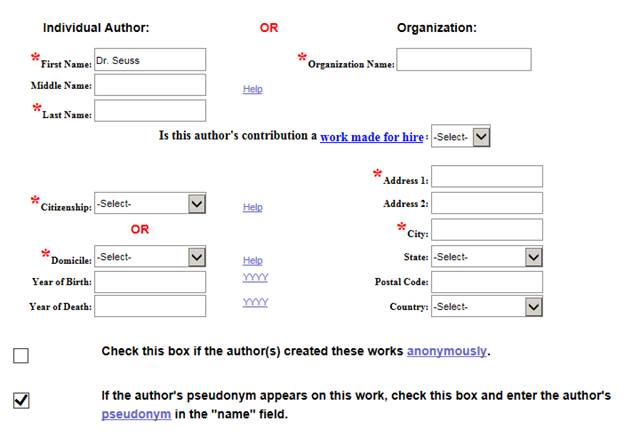 Individual Author: OR Organization:
*First Name: Dr. Seuss *Organization Name:
Middle Name: Help
*Last Name:
Is this author's contribution a work made for hire: -Select-
*Address 1:
*Citizenship: -Select- Help Address 2:
OR *City:
*Domicile: -Select- Help State: -Select-
Year of Birth: YYYY Postal Code:
Year of Death: YYYY Country: -Select-
Check this box if the author(s) created these works anonymously.
If the author's pseudonym appears on this work, check this box and enter the author's
pseudonym in the "name" field.